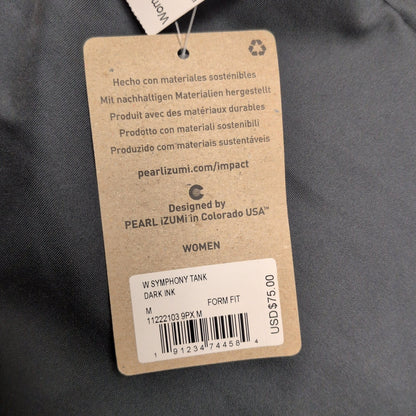 Wom
Hecho con materiales sostenibles
Mit nachhaltigen Materialien hergestellt
Produit avec des matériaux durables
Prodotto con materiali sostenibili
Produzido com materiais sustentáveis
pearlizumi.com/impact
Designed by
PEARL iZUMi in Colorado USA™
WOMEN
W SYMPHONY TANK
DARK INK
M FORM FIT
11222103 9PX M
USD $75.00
1 91234 74458 4